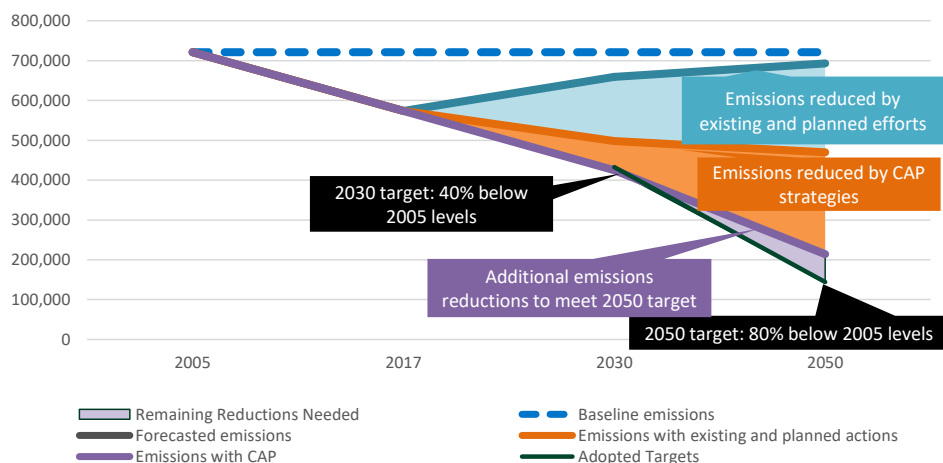 800,000
700,000
600,000
500,000
400,000
300,000
200,000
100,000
0
Emissions reduced by
existing and planned efforts
Emissions reduced by CAP
strategies
2030 target: 40% below
2005 levels
Additional emissions
reductions to meet 2050 target
2050 target: 80% below 2005 levels
2005
2017
2030
2050
Remaining Reductions Needed
Baseline emissions
Forecasted emissions
Emissions with existing and planned actions
Emissions with CAP
Adopted Targets